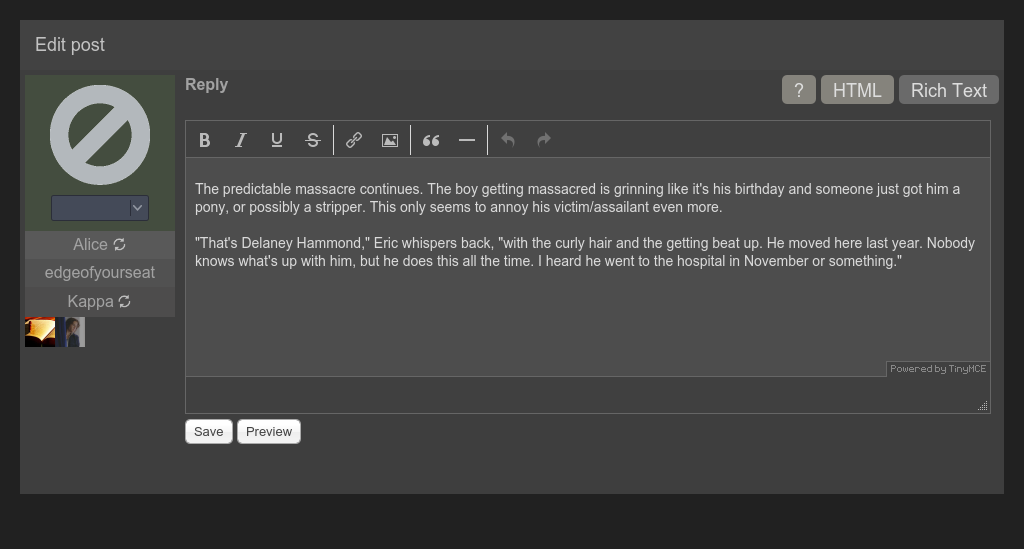 Edit post
Reply
?
HTML
Rich Text
B I U S
The predictable massacre continues. The boy getting massacred is grinning like it's his birthday and someone just got him a
pony, or possibly a stripper. This only seems to annoy his victim/assailant even more.
"That's Delaney Hammond," Eric whispers back, "with the curly hair and the getting beat up. He moved here last year. Nobody
knows what's up with him, but he does this all the time. I heard he went to the hospital in November or something."
Alice
edgeofyourseat
Kappa
Powered by TinyMCE
Save
Preview